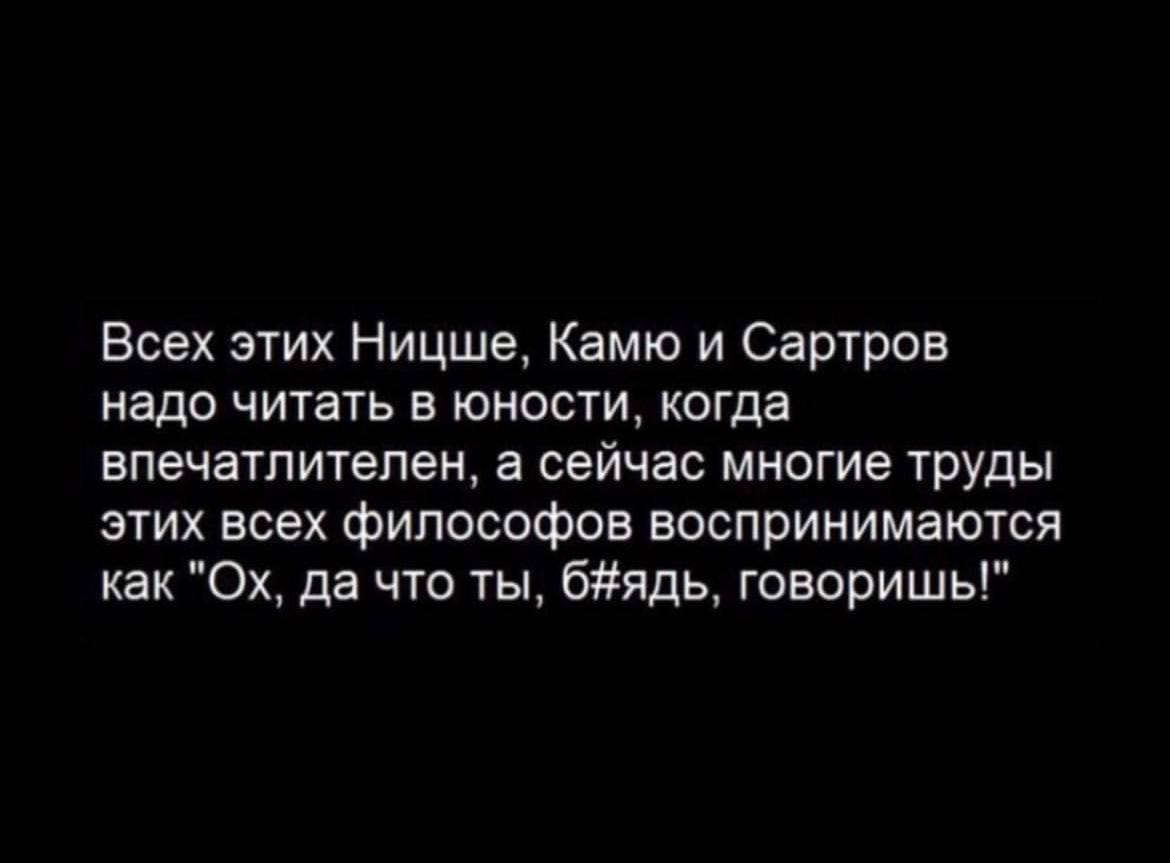 Всех этих Ницше, Камю и Сартров
надо читать в юности, когда
впечатлителен, а сейчас многие труды
этих всех философов воспринимаются
как "Ох, да что ты, б#ядь, говоришь!"